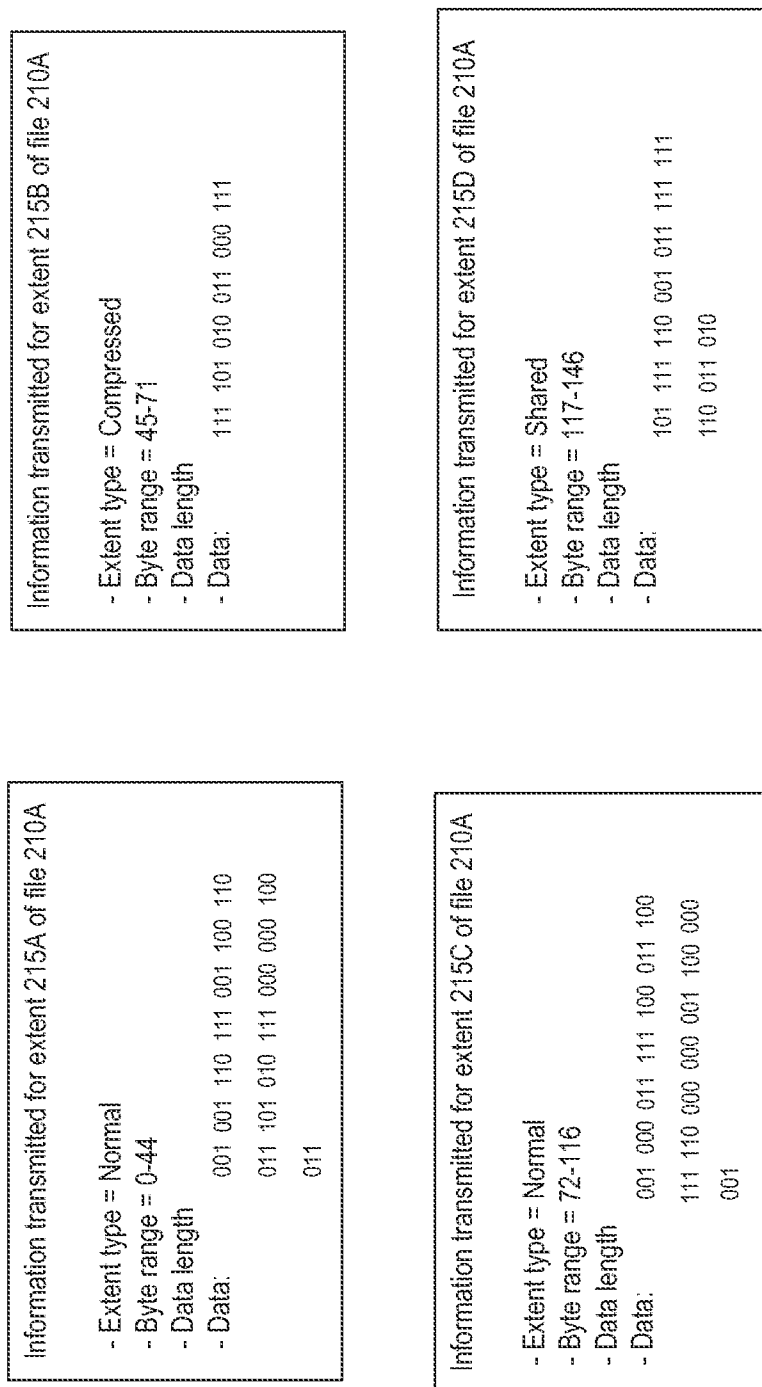 Information transmitted for extent 215A of file 210A
- Extent type = Normal
- Byte range = 0-44
- Data length
- Data: 001 001 110 111 001 100 110
011 101 010 111 000 000 100
011
Information transmitted for extent 215B of file 210A
- Extent type = Compressed
- Byte range = 45-71
- Data length
- Data: 111 101 010 011 000 111
Information transmitted for extent 215C of file 210A
- Extent type = Normal
- Byte range = 72-116
- Data length
- Data: 001 000 011 111 100 011 100
111 110 000 000 001 100 000
001
Information transmitted for extent 215D of file 210A
- Extent type = Shared
- Byte range = 117-146
- Data length
- Data: 101 111 110 001 011 111 111
110 011 010